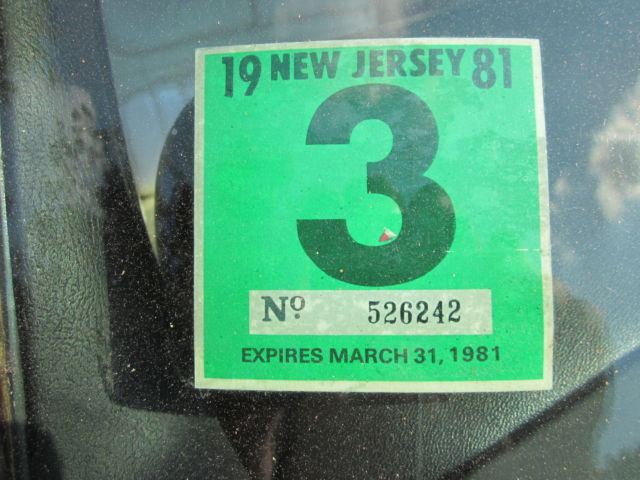 19 NEW JERSEY 81
3
Nº 526242
EXPIRES MARCH 31, 1981